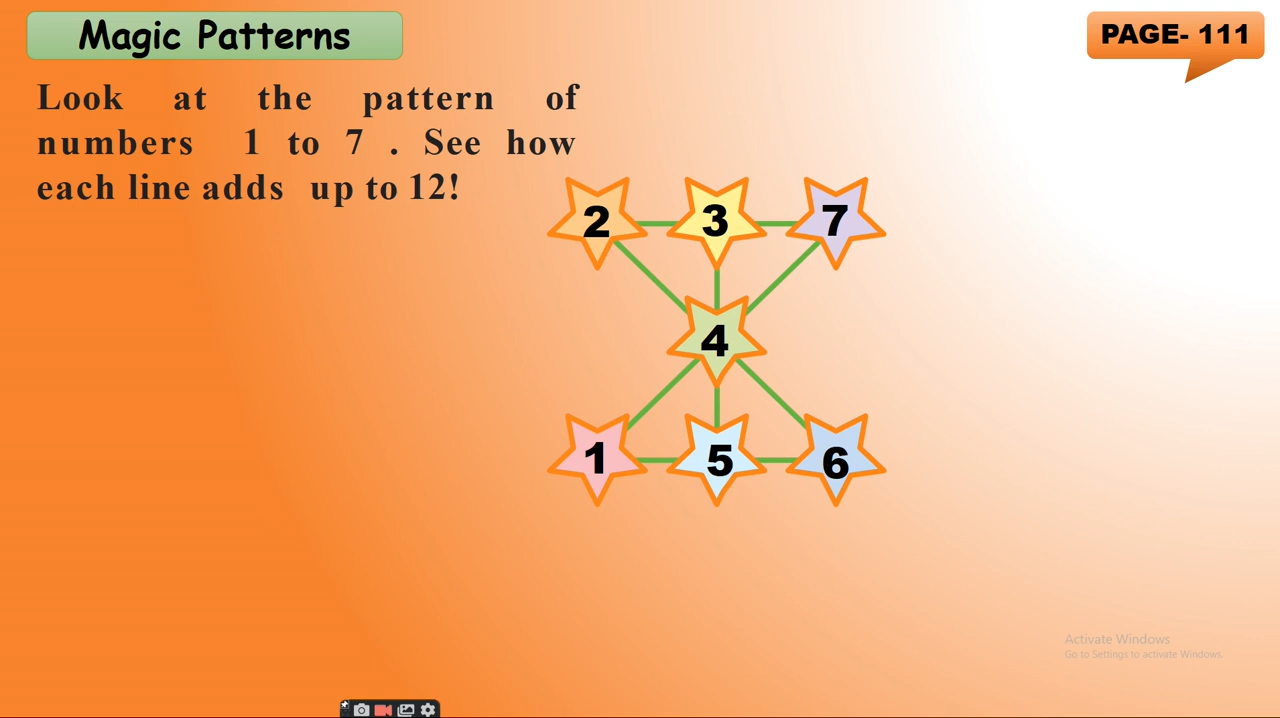 Magic Patterns
PAGE- 111
Look at the pattern of
numbers 1 to 7 . See how
each line adds up to 12!
2 3 7
4
1 5 6
Activate Windows
Go to Settings to activate Windows.